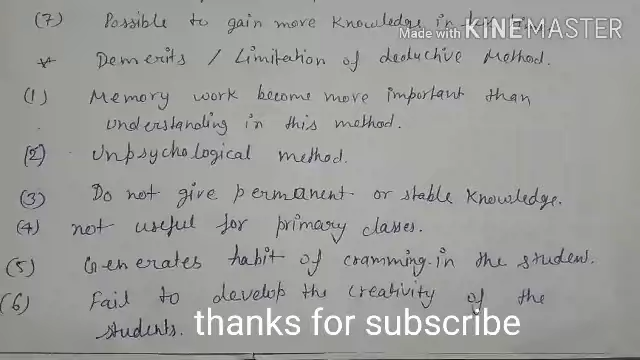 (7) Possible to gain more knowledge in
Made with KINEMASTER
* Demerits / Limitation of deductive Method.
(1) Memory work become more important than
understanding in this method.
(2) Unpsychological method.
(3) Do not give permanent or stable knowledge.
(4) not useful for primary classes.
(5) Generates habit of cramming in the student.
(6) Fail to develop the creativity of the
students.
thanks for subscribe